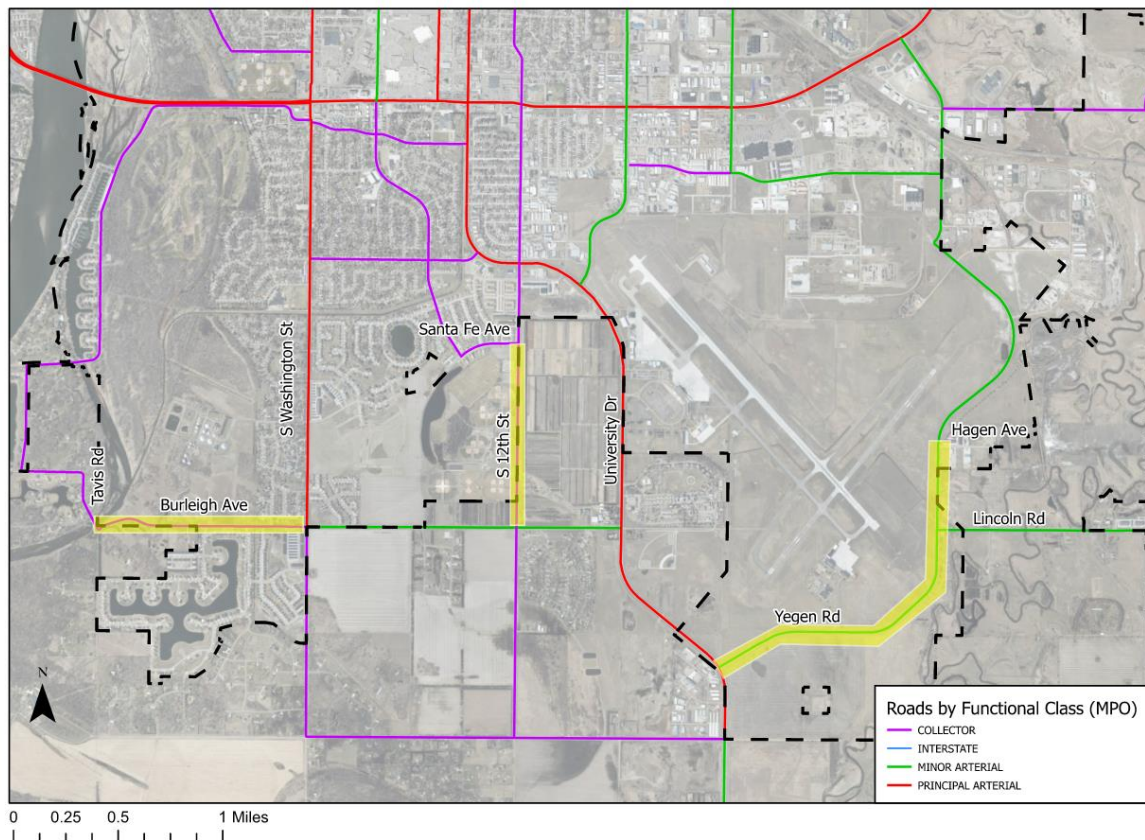 Santa Fe Ave
S Washington St
S 12th St
University Dr
Hagen Ave
Tavis Rd
Burleigh Ave
Lincoln Rd
Yegen Rd
N
Roads by Functional Class (MPO)
COLLECTOR
INTERSTATE
MINOR ARTERIAL
PRINCIPAL ARTERIAL
0 0.25 0.5 1 Miles